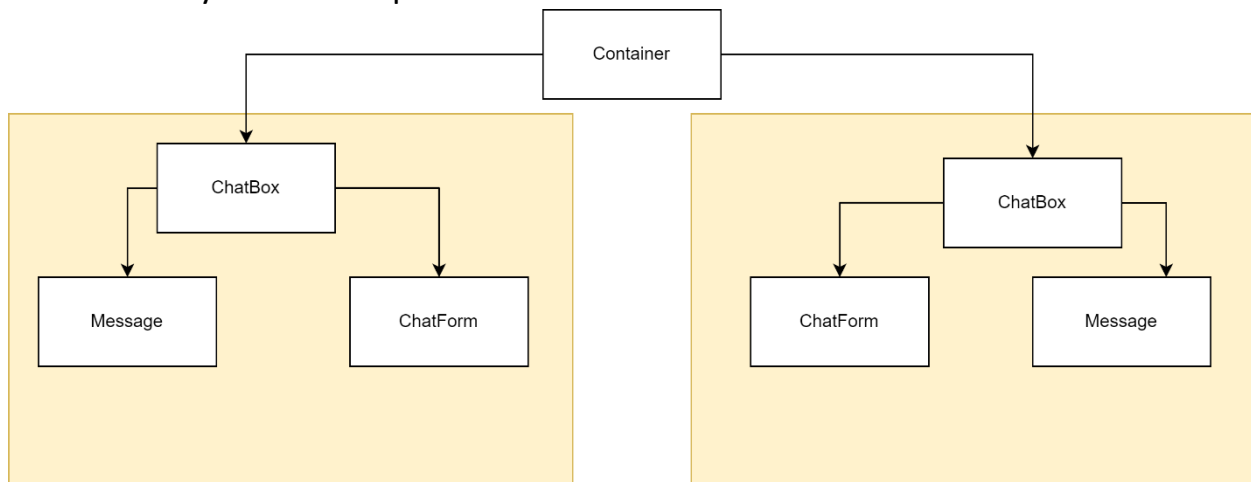 Container
ChatBox
ChatBox
Message
ChatForm
ChatForm
Message